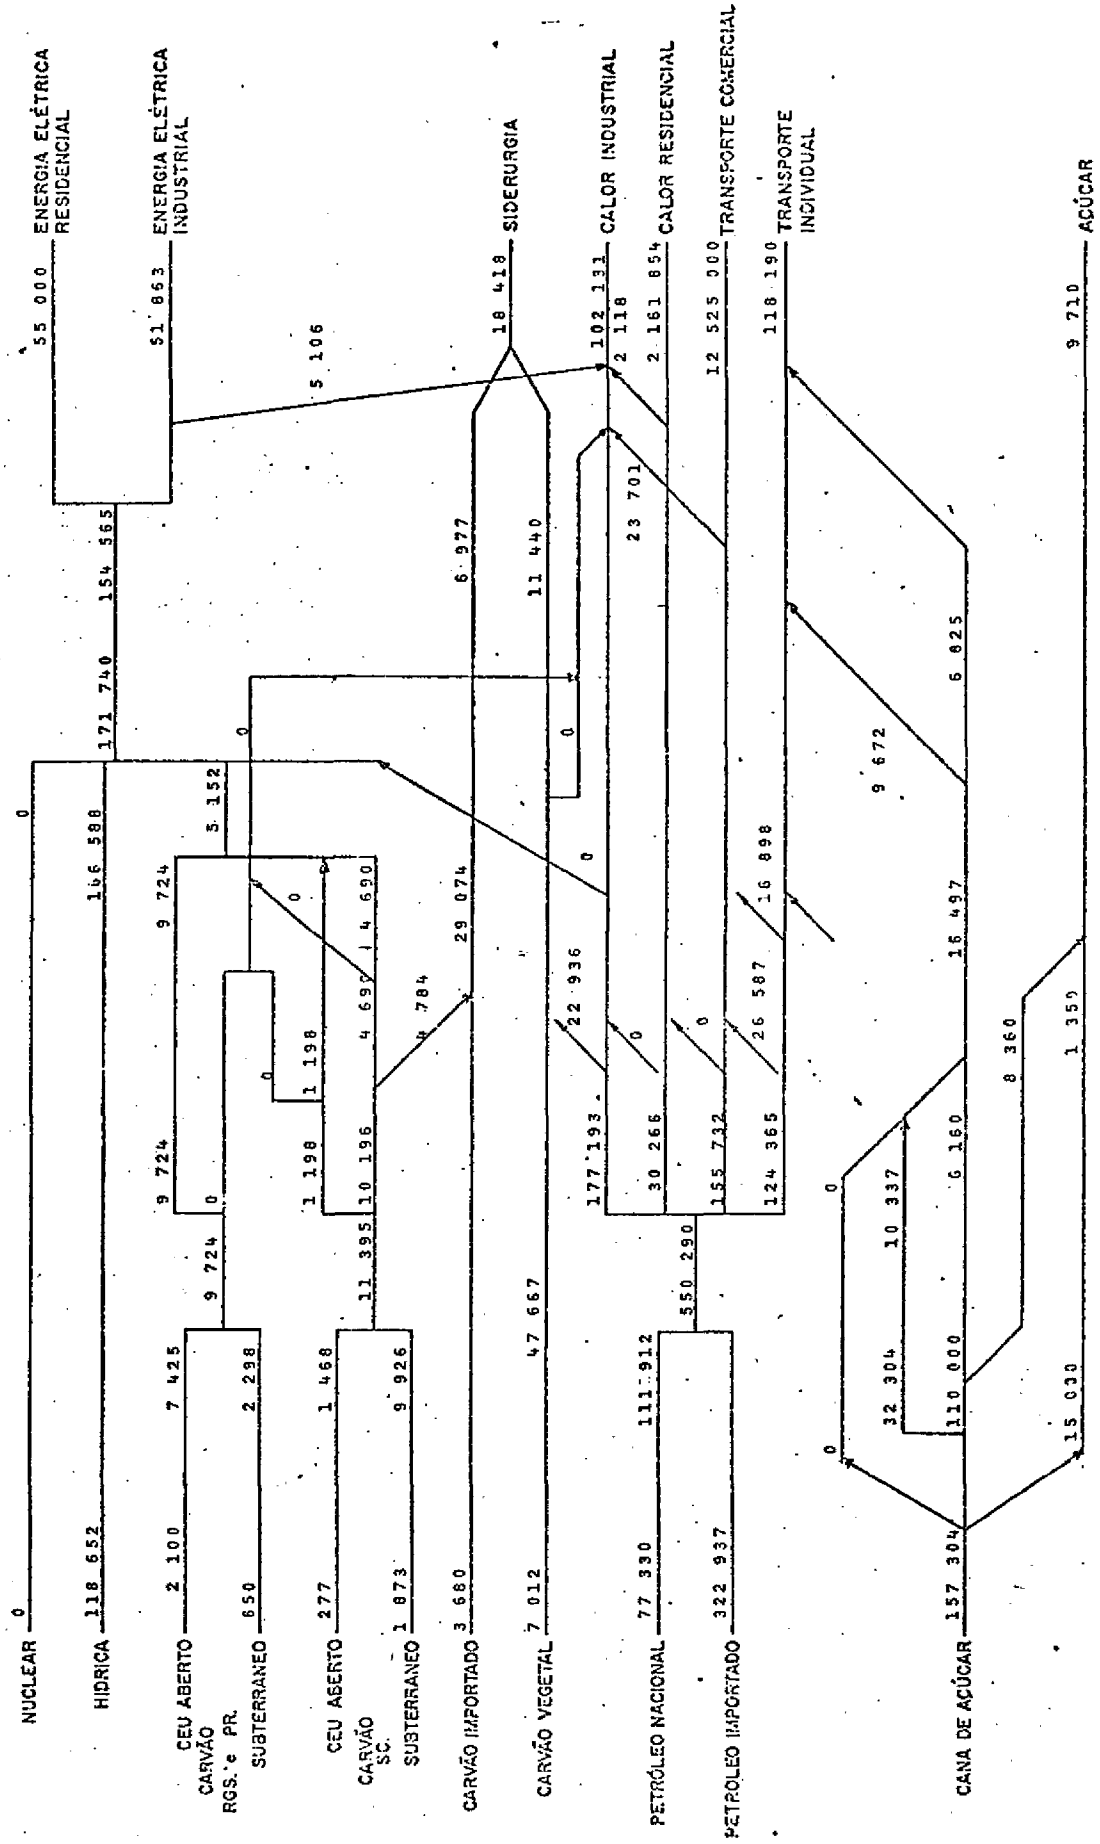 NUCLEAR
0
0
HIDRICA
118 652
146 588
171 740
154 565
55 000
ENERGIA ELÉTRICA
RESIDENCIAL
51 863
ENERGIA ELÉTRICA
INDUSTRIAL
5 106
CEU ABERTO
2 100
7 425
CARVÃO
RGS. e PR.
SUBTERRANEO
650
2 298
9 724
9 724
0
9 724
5 152
0
CEU ABERTO
277
1 468
CARVÃO
SC.
SUBTERRANEO
1 873
9 926
11 395
1 198
10 196
0
1 198
4 690
4 690
0
4 784
CARVÃO IMPORTADO
3 680
29 074
6 977
18 418
SIDERURGIA
CARVÃO VEGETAL
7 012
47 667
11 440
0
22 936
0
177 193
102 131
CALOR INDUSTRIAL
2 118
0
30 266
23 701
2 161 854
CALOR RESIDENCIAL
PETRÓLEO NACIONAL
77 330
111 912
550 290
PETROLEO IMPORTADO
322 937
155 732
0
12 525 000
TRANSPORTE COMERCIAL
124 365
26 587
16 898
118 190
TRANSPORTE
INDIVIDUAL
0
0
32 304
10 337
9 672
CANA DE AÇÚCAR
157 304
110 000
6 160
16 497
6 825
8 360
15 030
1 350
9 710
AÇÚCAR